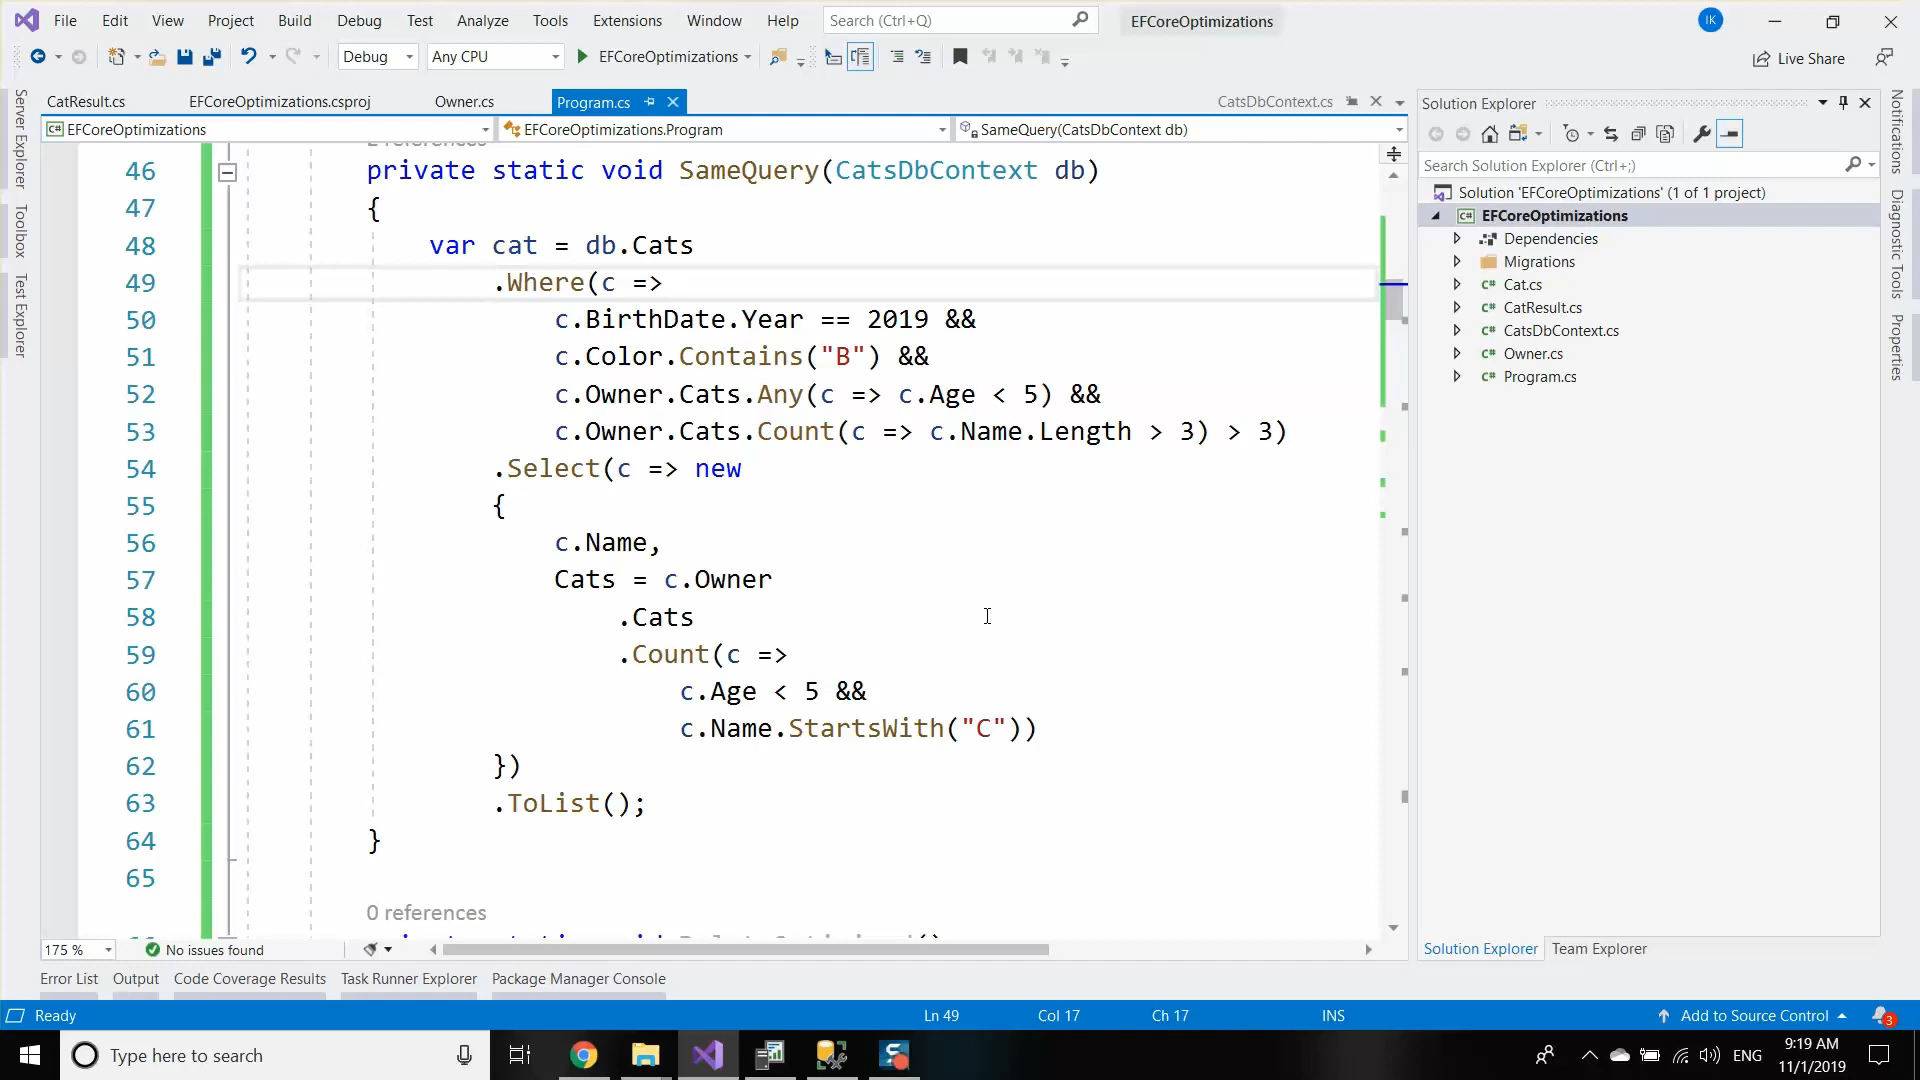 File Edit View Project Build Debug Test Analyze Tools Extensions Window Help Search (Ctrl+Q) EFCoreOptimizations IK
Debug Any CPU EFCoreOptimizations Live Share
CatResult.cs EFCoreOptimizations.csproj Owner.cs Program.cs CatsDbContext.cs
EFCoreOptimizations EFCoreOptimizations.Program SameQuery(CatsDbContext db)
Server Explorer
Toolbox
Test Explorer
46 private static void SameQuery(CatsDbContext db)
47 {
48 var cat = db.Cats
49 .Where(c =>
50 c.BirthDate.Year == 2019 &&
51 c.Color.Contains("B") &&
52 c.Owner.Cats.Any(c => c.Age < 5) &&
53 c.Owner.Cats.Count(c => c.Name.Length > 3) > 3)
54 .Select(c => new
55 {
56 c.Name,
57 Cats = c.Owner
58 .Cats
59 .Count(c =>
60 c.Age < 5 &&
61 c.Name.StartsWith("C"))
62 })
63 .ToList();
64 }
65
0 references
175 % No issues found
Solution Explorer
Search Solution Explorer (Ctrl+;)
Solution 'EFCoreOptimizations' (1 of 1 project)
C# EFCoreOptimizations
Dependencies
Migrations
C# Cat.cs
C# CatResult.cs
C# CatsDbContext.cs
C# Owner.cs
C# Program.cs
Solution Explorer Team Explorer
Notifications
Diagnostic Tools
Properties
Error List Output Code Coverage Results Task Runner Explorer Package Manager Console
Ready Ln 49 Col 17 Ch 17 INS Add to Source Control 3
Type here to search ENG 9:19 AM
11/1/2019